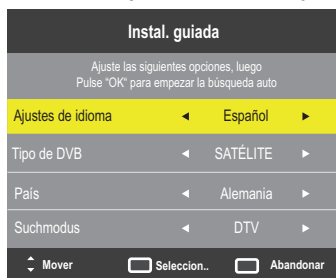 Instal. guiada
Ajuste las siguientes opciones, luego
Pulse “OK“ para empezar la búsqueda auto
Ajustes de idioma Español
Tipo de DVB SATÉLITE
País Alemania
Suchmodus DTV
Mover Seleccion.. Abandonar